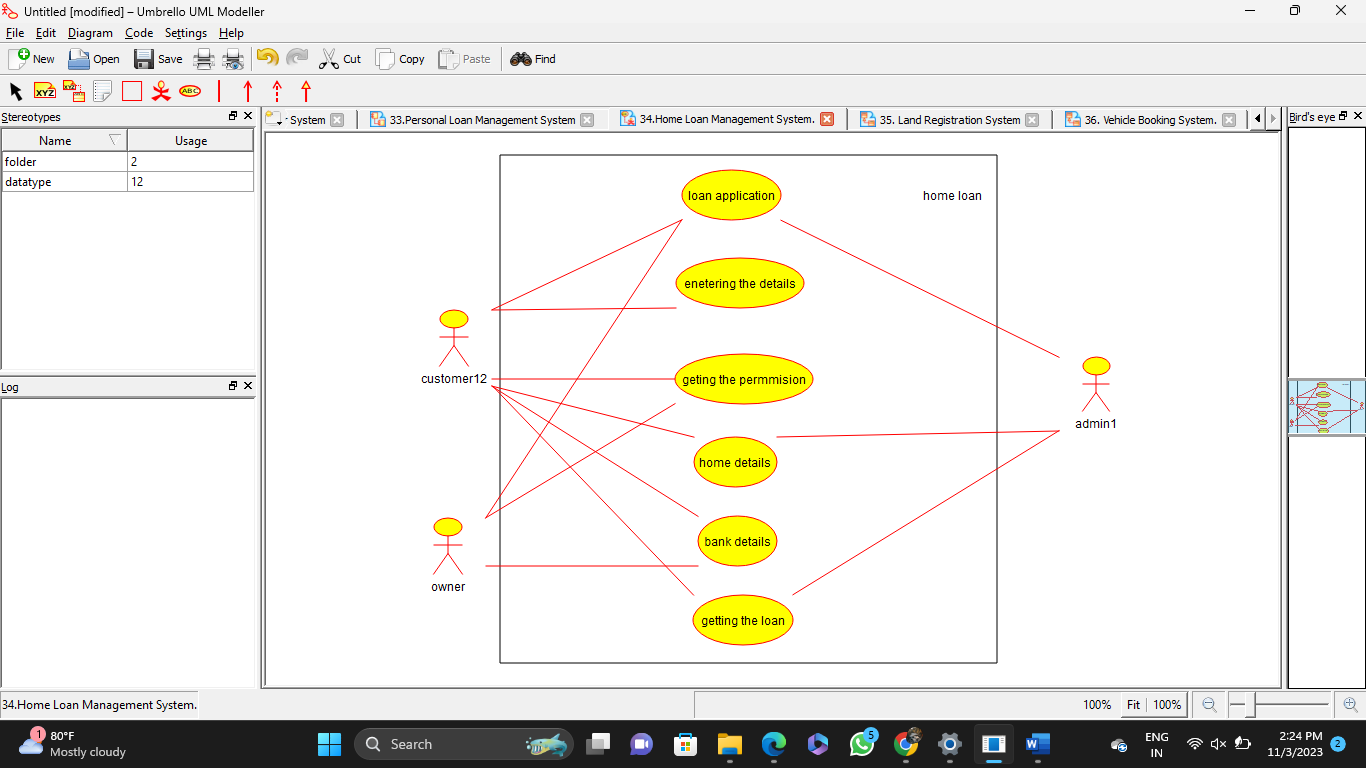 Untitled [modified] – Umbrello UML Modeller
File Edit Diagram Code Settings Help
New Open Save Cut Copy Paste Find
XYZ XYZ ABC
Stereotypes
Name Usage
folder 2
datatype 12
Log
System 33.Personal Loan Management System 34.Home Loan Management System. 35. Land Registration System 36. Vehicle Booking System.
Bird's eye
loan application
home loan
enetering the details
customer12
geting the permmision
admin1
home details
bank details
owner
getting the loan
34.Home Loan Management System.
100% Fit 100%
1
80°F
Mostly cloudy
Search
5
ENG
IN
2:24 PM
11/3/2023
2